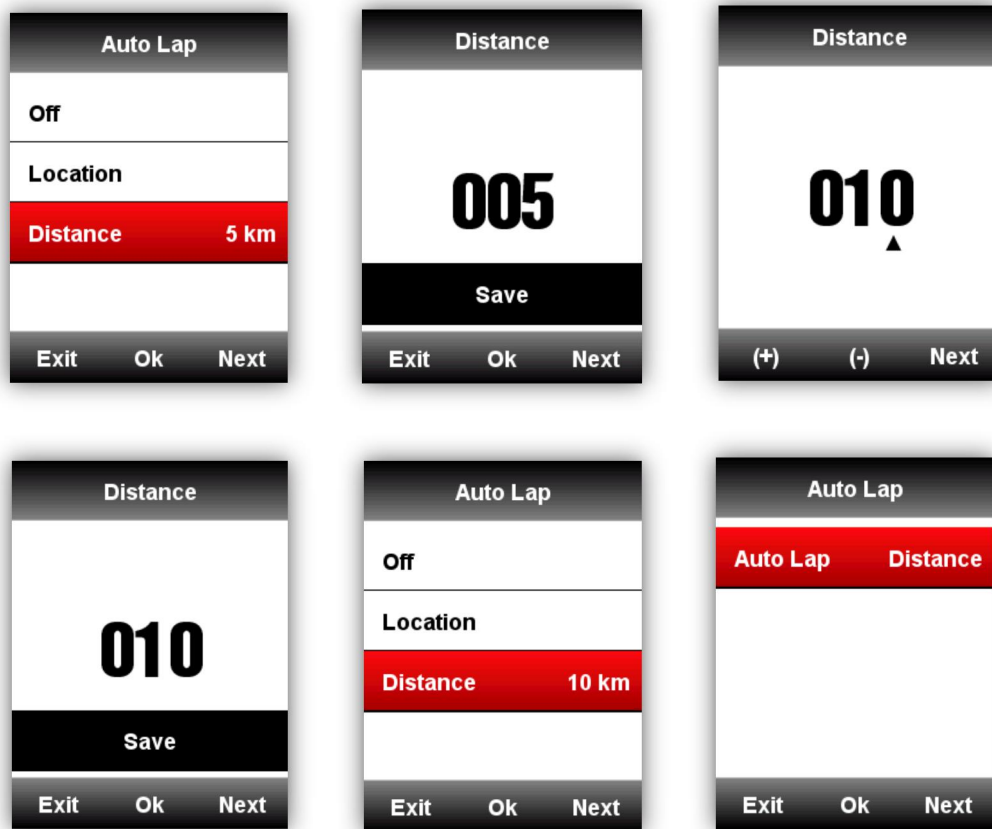 Auto Lap
Off
Location
Distance 5 km
Exit Ok Next
Distance
005
Save
Exit Ok Next
Distance
010
▲
(+) (-) Next
Distance
010
Save
Exit Ok Next
Auto Lap
Off
Location
Distance 10 km
Exit Ok Next
Auto Lap
Auto Lap Distance
Exit Ok Next